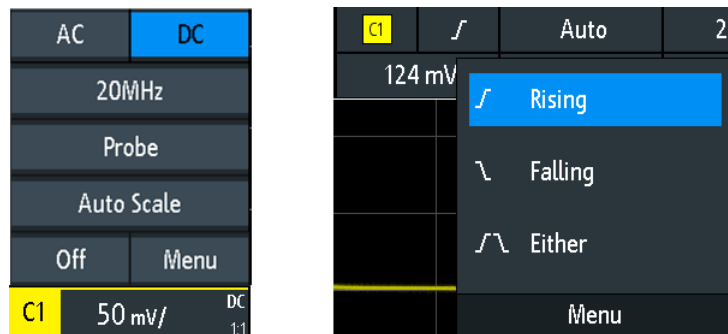 AC DC
20MHz
Probe
Auto Scale
Off Menu
C1 50 mV/ DC
1:1
C1 Auto 2
124 mV
Rising
Falling
Either
Menu